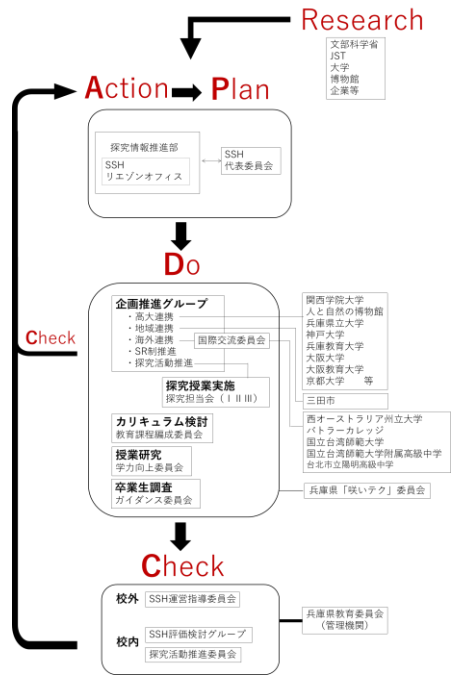 Research
文部科学省
JST
大学
博物館
企業等
Action
Plan
探究情報推進部
SSH
リエゾンオフィス
SSH
代表委員会
Do
企画推進グループ
・高大連携
・地域連携
・海外連携
・SR制推進
・探究活動推進
国際交流委員会
探究授業実施
探究担当会（ⅠⅡⅢ）
カリキュラム検討
教育課程編成委員会
授業研究
学力向上委員会
卒業生調査
ガイダンス委員会
関西学院大学
人と自然の博物館
兵庫県立大学
神戸大学
兵庫教育大学
大阪大学
大阪教育大学
京都大学　等
三田市
西オーストラリア州立大学
パトラーカレッジ
国立台湾師範大学
国立台湾師範大学附属高級中学
台北市立陽明高級中学
兵庫県「咲いテク」委員会
Check
Check
校外
SSH運営指導委員会
校内
SSH評価検討グループ
探究活動推進委員会
兵庫県教育委員会
（管理機関）